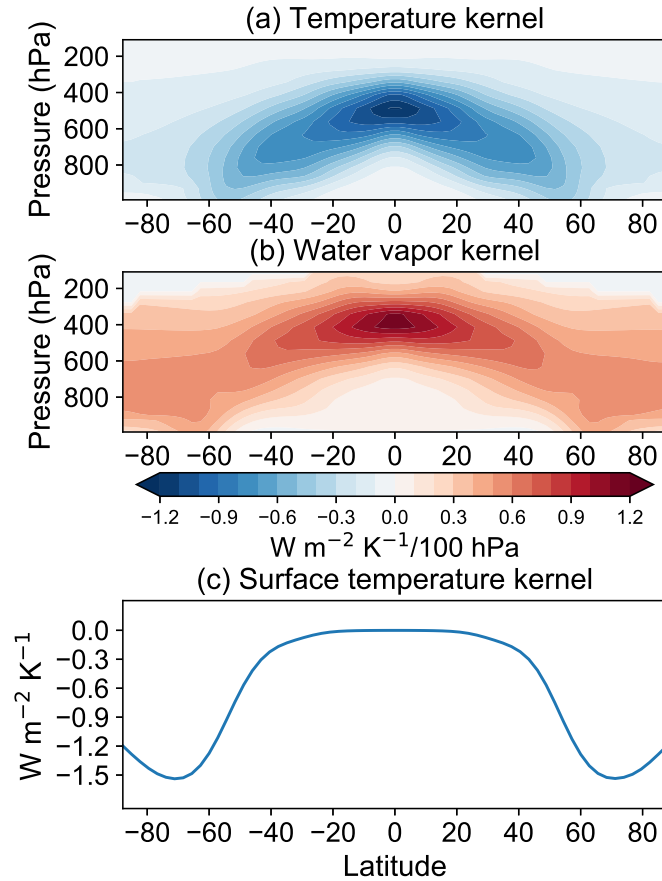 (a) Temperature kernel
Pressure (hPa)
200
400
600
800
−80 −60 −40 −20 0 20 40 60 80
(b) Water vapor kernel
Pressure (hPa)
200
400
600
800
−80 −60 −40 −20 0 20 40 60 80
−1.2 −0.9 −0.6 −0.3 0.0 0.3 0.6 0.9 1.2
W m⁻² K⁻¹/100 hPa
(c) Surface temperature kernel
W m⁻² K⁻¹
0.0
−0.3
−0.6
−0.9
−1.2
−1.5
−80 −60 −40 −20 0 20 40 60 80
Latitude